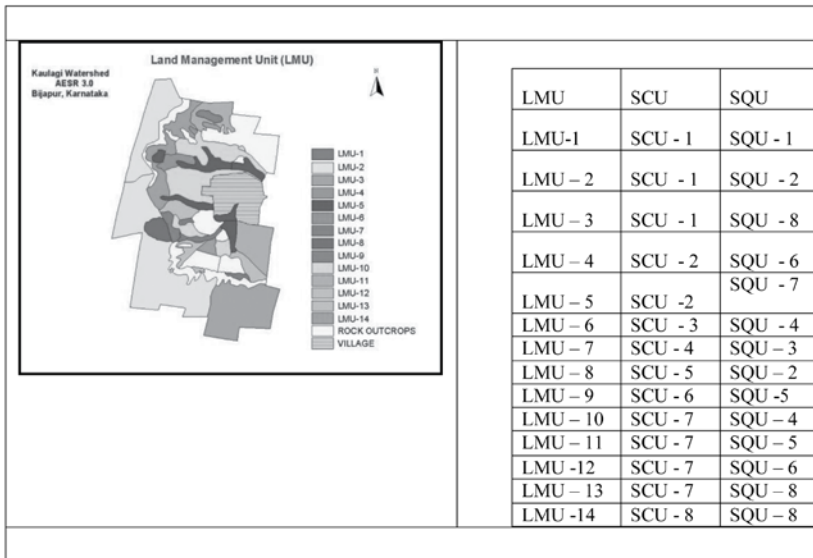 Land Management Unit (LMU)
Kaulagi Watershed
AESR 3.0
Bijapur, Karnataka
N
LMU-1
LMU-2
LMU-3
LMU-4
LMU-5
LMU-6
LMU-7
LMU-8
LMU-9
LMU-10
LMU-11
LMU-12
LMU-13
LMU-14
ROCK OUTCROPS
VILLAGE
LMU SCU SQU
LMU-1 SCU - 1 SQU - 1
LMU – 2 SCU - 1 SQU - 2
LMU – 3 SCU - 1 SQU - 8
LMU – 4 SCU - 2 SQU - 6
LMU – 5 SCU -2 SQU - 7
LMU – 6 SCU - 3 SQU - 4
LMU – 7 SCU - 4 SQU – 3
LMU – 8 SCU - 5 SQU – 2
LMU – 9 SCU - 6 SQU -5
LMU – 10 SCU - 7 SQU – 4
LMU – 11 SCU - 7 SQU – 5
LMU -12 SCU - 7 SQU – 6
LMU – 13 SCU - 7 SQU – 8
LMU -14 SCU - 8 SQU – 8